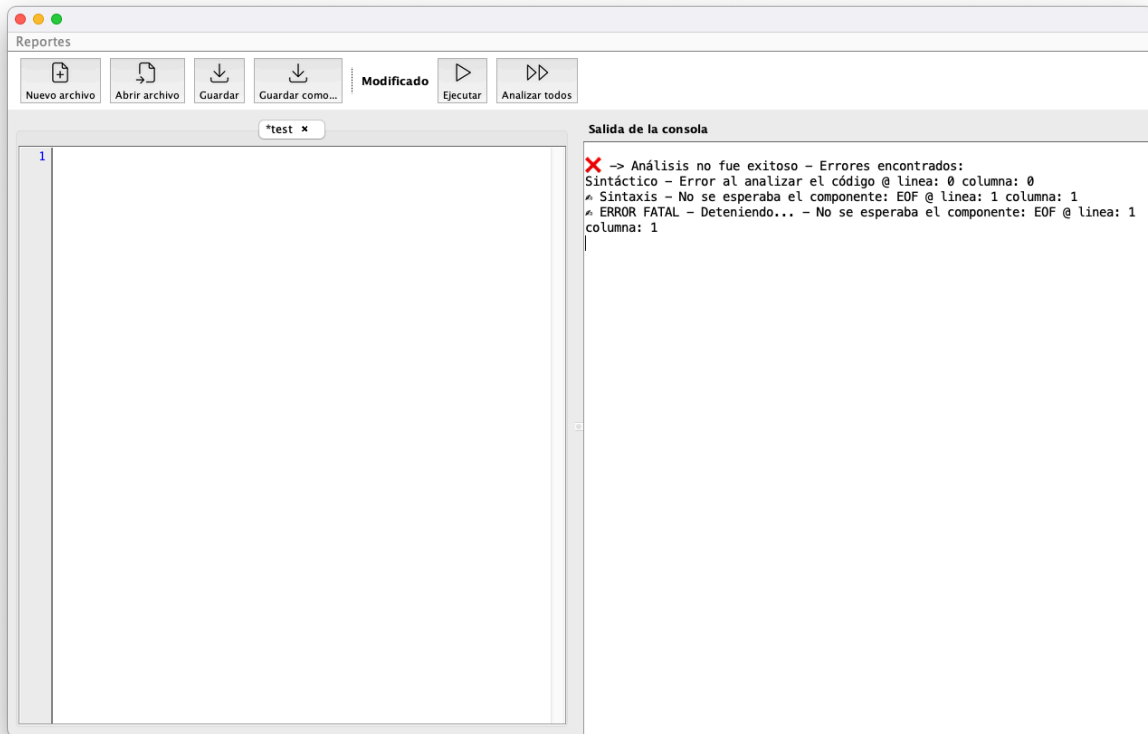 Reportes
Nuevo archivo
Abrir archivo
Guardar
Guardar como...
Modificado
Ejecutar
Analizar todos
*test ×
1
Salida de la consola
❌ -> Análisis no fue exitoso - Errores encontrados:
Sintáctico - Error al analizar el código @ linea: 0 columna: 0
✍ Sintaxis - No se esperaba el componente: EOF @ linea: 1 columna: 1
✍ ERROR FATAL - Deteniendo... - No se esperaba el componente: EOF @ linea: 1
columna: 1